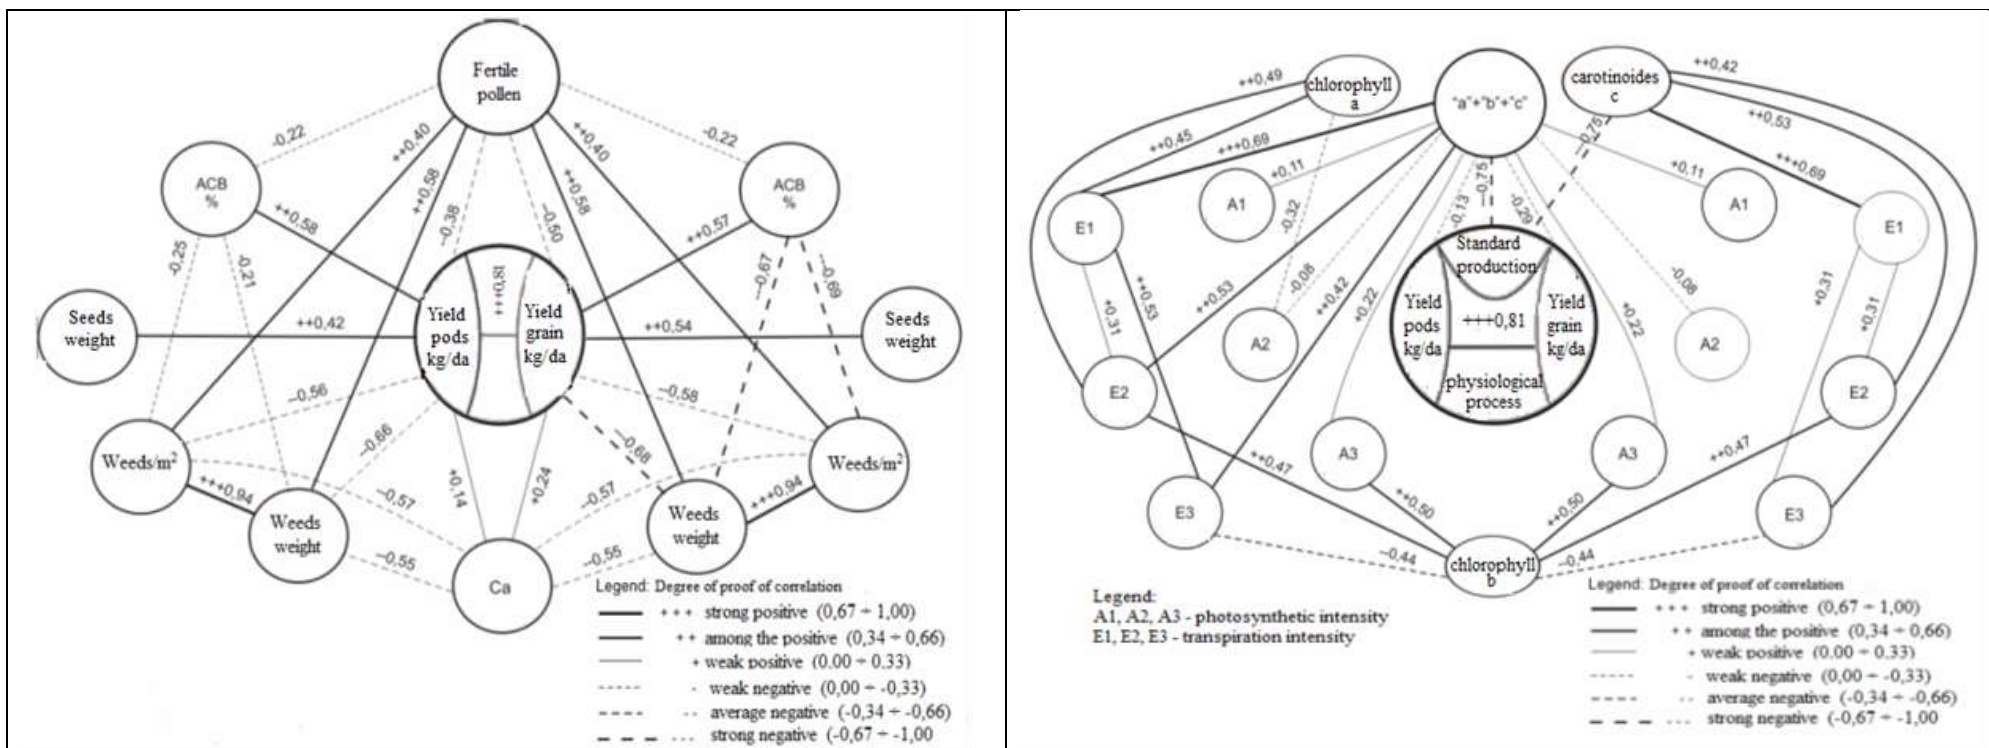 Fertile
pollen
-0,22
++0,40
++0,58
--0,38
--0,50
++0,58
++0,40
-0,22
ACB
%
ACB
%
-0,25
-0,21
++0,58
++0,57
---0,67
---0,69
Seeds
weight
++0,42
Yield
pods
kg/da
+++0,81
Yield
grain
kg/da
++0,54
Seeds
weight
--0,56
--0,66
+0,14
+0,24
---0,68
--0,58
Weeds/m²
+++0,94
Weeds
weight
--0,57
--0,55
Ca
--0,57
--0,55
Weeds
weight
+++0,94
Weeds/m²
Legend: Degree of proof of correlation
+++ strong positive (0,67 ÷ 1,00)
++ among the positive (0,34 ÷ 0,66)
+ weak positive (0,00 ÷ 0,33)
- weak negative (0,00 ÷ -0,33)
-- average negative (-0,34 ÷ -0,66)
--- strong negative (-0,67 ÷ -1,00
chlorophyll
a
"a"+"b"+"c"
carotinoides
c
++0,49
++0,45
+++0,69
+0,11
-0,32
-0,08
++0,53
++0,42
+0,22
-0,13
---0,75
-0,29
---0,75
++0,42
++0,53
+++0,69
+0,11
-0,08
+0,22
E1
A1
A1
E1
+0,31
++0,53
+0,31
+0,31
Standard
production
Yield
pods
kg/da
+++0,81
Yield
grain
kg/da
physiological
process
A2
A2
E2
E2
A3
A3
++0,47
++0,50
++0,50
++0,47
E3
E3
--0,44
chlorophyll
b
--0,44
Legend:
A1, A2, A3 - photosynthetic intensity
E1, E2, E3 - transpiration intensity
Legend: Degree of proof of correlation
+++ strong positive (0,67 ÷ 1,00)
++ among the positive (0,34 ÷ 0,66)
+ weak positive (0,00 ÷ 0,33)
- weak negative (0,00 ÷ -0,33)
-- average negative (-0,34 ÷ -0,66)
--- strong negative (-0,67 ÷ -1,00